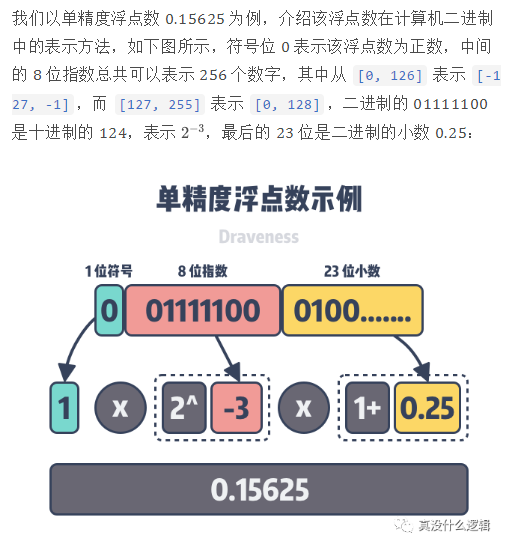 我们以单精度浮点数 0.15625 为例，介绍该浮点数在计算机二进制
中的表示方法，如下图所示，符号位 0 表示该浮点数为正数，中间
的 8 位指数总共可以表示 256 个数字，其中从 [0, 126] 表示 [-1
27, -1] ，而 [127, 255] 表示 [0, 128] ，二进制的 01111100
是十进制的 124，表示 2⁻³，最后的 23 位是二进制的小数 0.25：
单精度浮点数示例
Draveness
1 位符号 8 位指数 23 位小数
0 01111100 0100.......
1 x 2^ -3 x 1+ 0.25
0.15625
真没什么逻辑